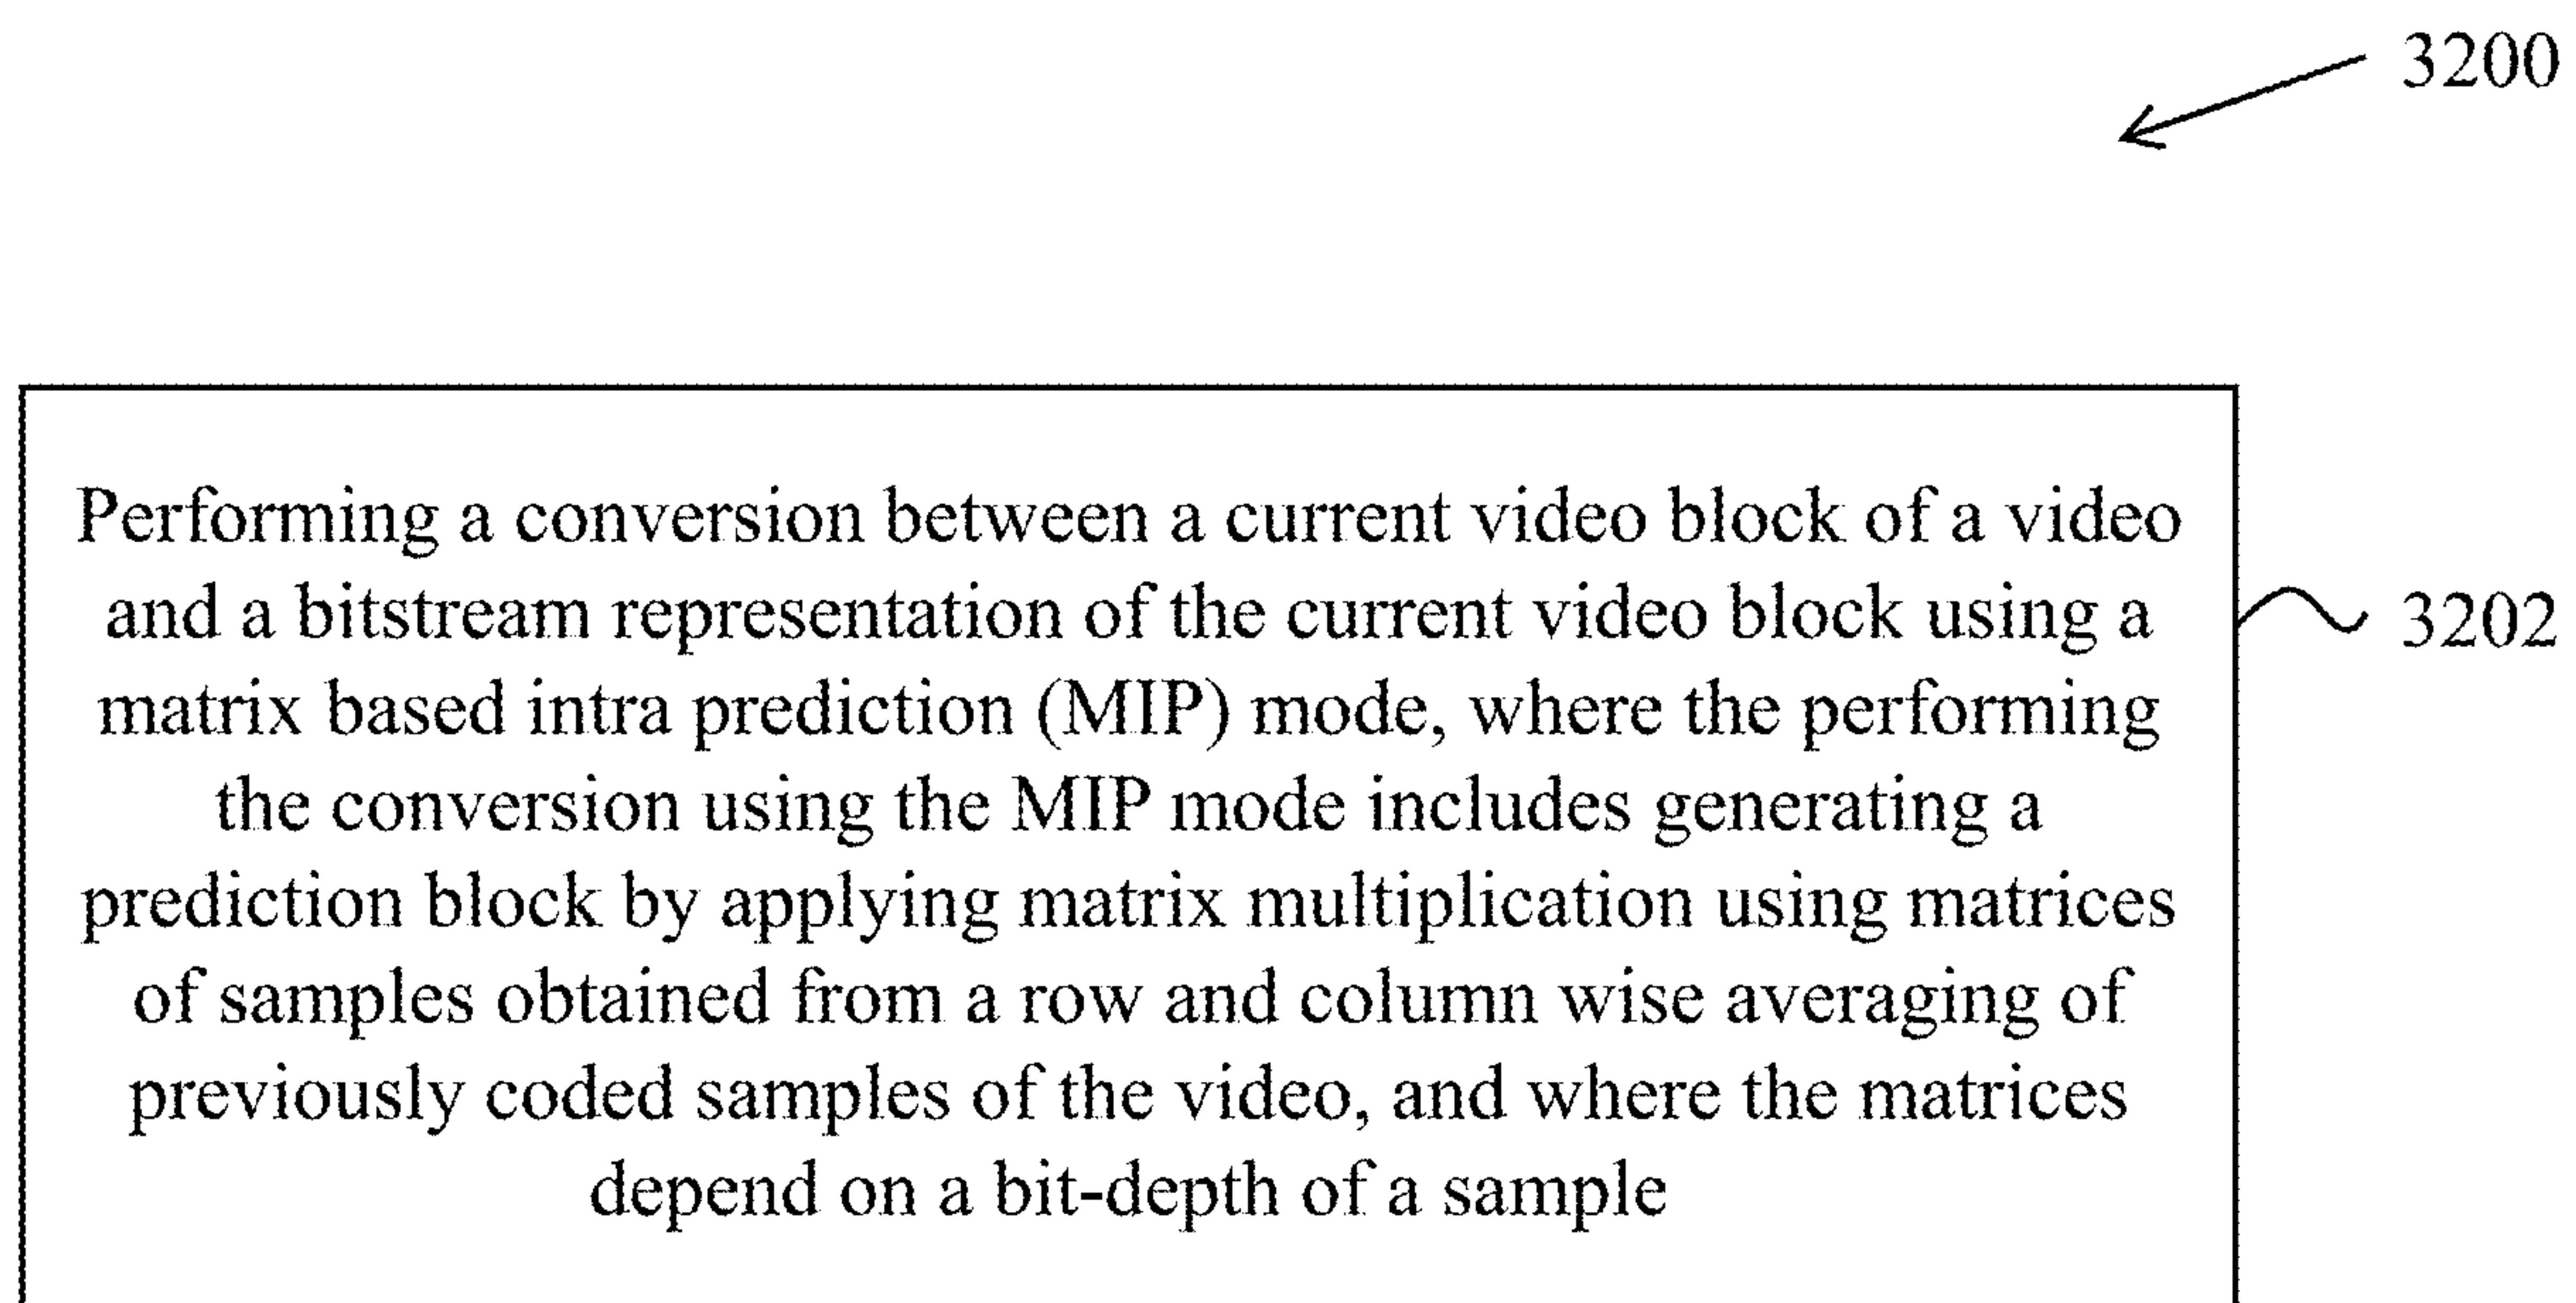 3200
Performing a conversion between a current video block of a video
and a bitstream representation of the current video block using a
matrix based intra prediction (MIP) mode, where the performing
the conversion using the MIP mode includes generating a
prediction block by applying matrix multiplication using matrices
of samples obtained from a row and column wise averaging of
previously coded samples of the video, and where the matrices
depend on a bit-depth of a sample
3202